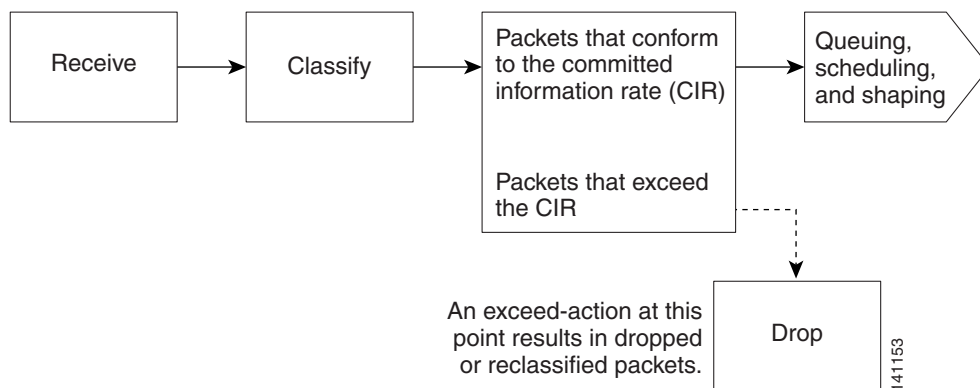 Receive
Classify
Packets that conform
to the committed
information rate (CIR)
Queuing,
scheduling,
and shaping
Packets that exceed
the CIR
An exceed-action at this
point results in dropped
or reclassified packets.
Drop
141153